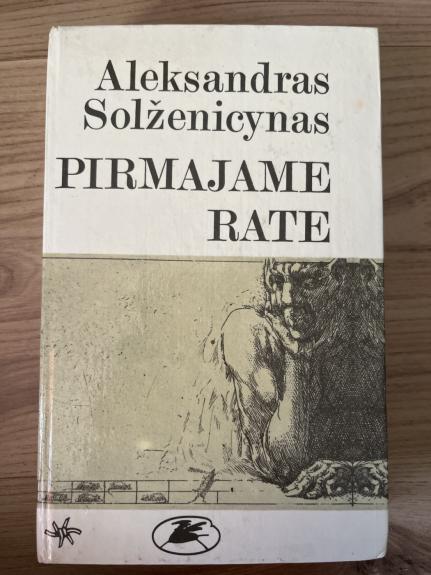 Aleksandras
Solženicynas
PIRMAJAME
RATE